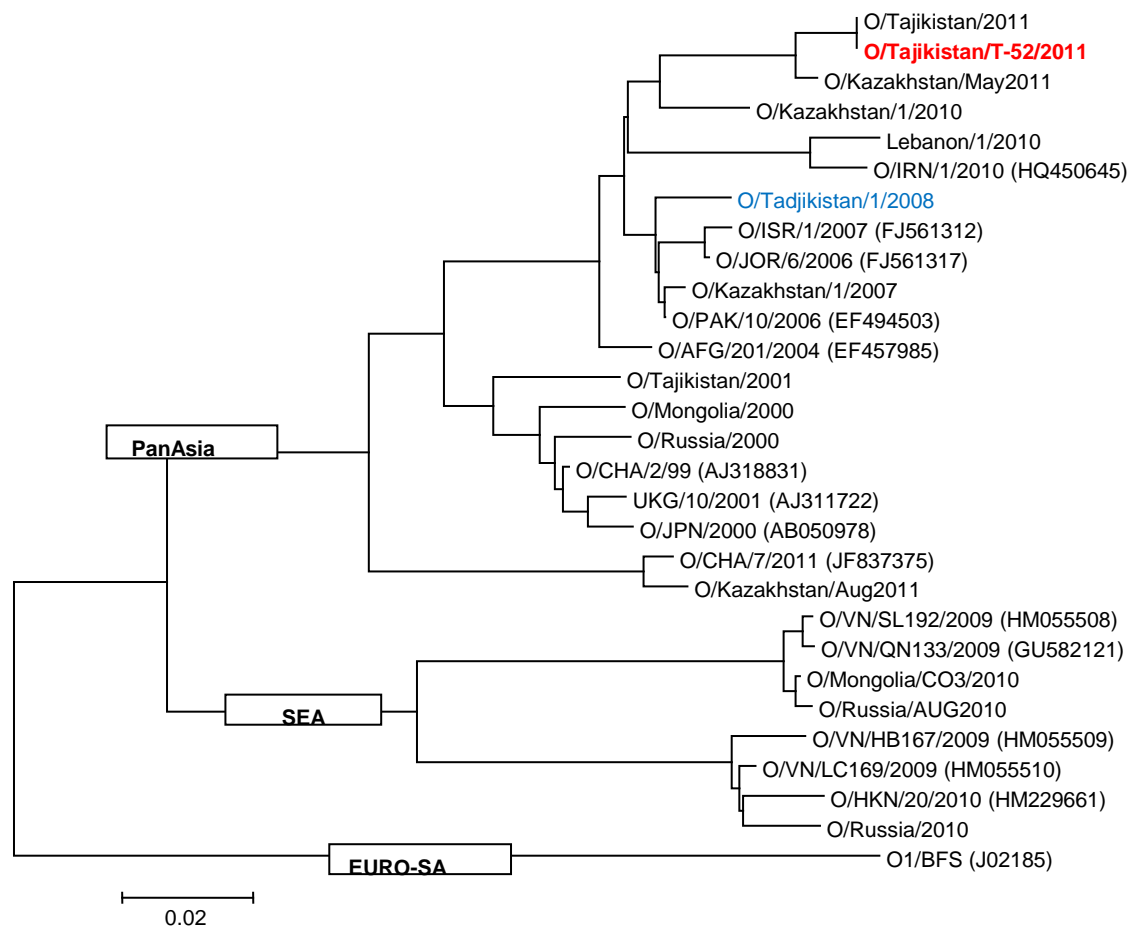 O/Tajikistan/2011
O/Tajikistan/T-52/2011
O/Kazakhstan/May2011
O/Kazakhstan/1/2010
Lebanon/1/2010
O/IRN/1/2010 (HQ450645)
O/Tadjikistan/1/2008
O/ISR/1/2007 (FJ561312)
O/JOR/6/2006 (FJ561317)
O/Kazakhstan/1/2007
O/PAK/10/2006 (EF494503)
O/AFG/201/2004 (EF457985)
O/Tajikistan/2001
O/Mongolia/2000
O/Russia/2000
PanAsia
O/CHA/2/99 (AJ318831)
UKG/10/2001 (AJ311722)
O/JPN/2000 (AB050978)
O/CHA/7/2011 (JF837375)
O/Kazakhstan/Aug2011
O/VN/SL192/2009 (HM055508)
O/VN/QN133/2009 (GU582121)
O/Mongolia/CO3/2010
O/Russia/AUG2010
SEA
O/VN/HB167/2009 (HM055509)
O/VN/LC169/2009 (HM055510)
O/HKN/20/2010 (HM229661)
O/Russia/2010
O1/BFS (J02185)
EURO-SA
0.02